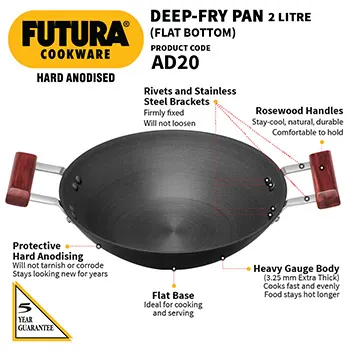 FUTURA®
COOKWARE
HARD ANODISED
DEEP-FRY PAN 2 LITRE
(FLAT BOTTOM)
PRODUCT CODE
AD20
Rivets and Stainless
Steel Brackets
Firmly fixed
Will not loosen
Rosewood Handles
Stay-cool, natural, durable
Comfortable to hold
Protective
Hard Anodising
Will not tarnish or corrode
Stays looking new for years
Flat Base
Ideal for cooking
and serving
Heavy Gauge Body
(3.25 mm Extra Thick)
Cooks fast and evenly
Food stays hot longer
5
YEAR
GUARANTEE